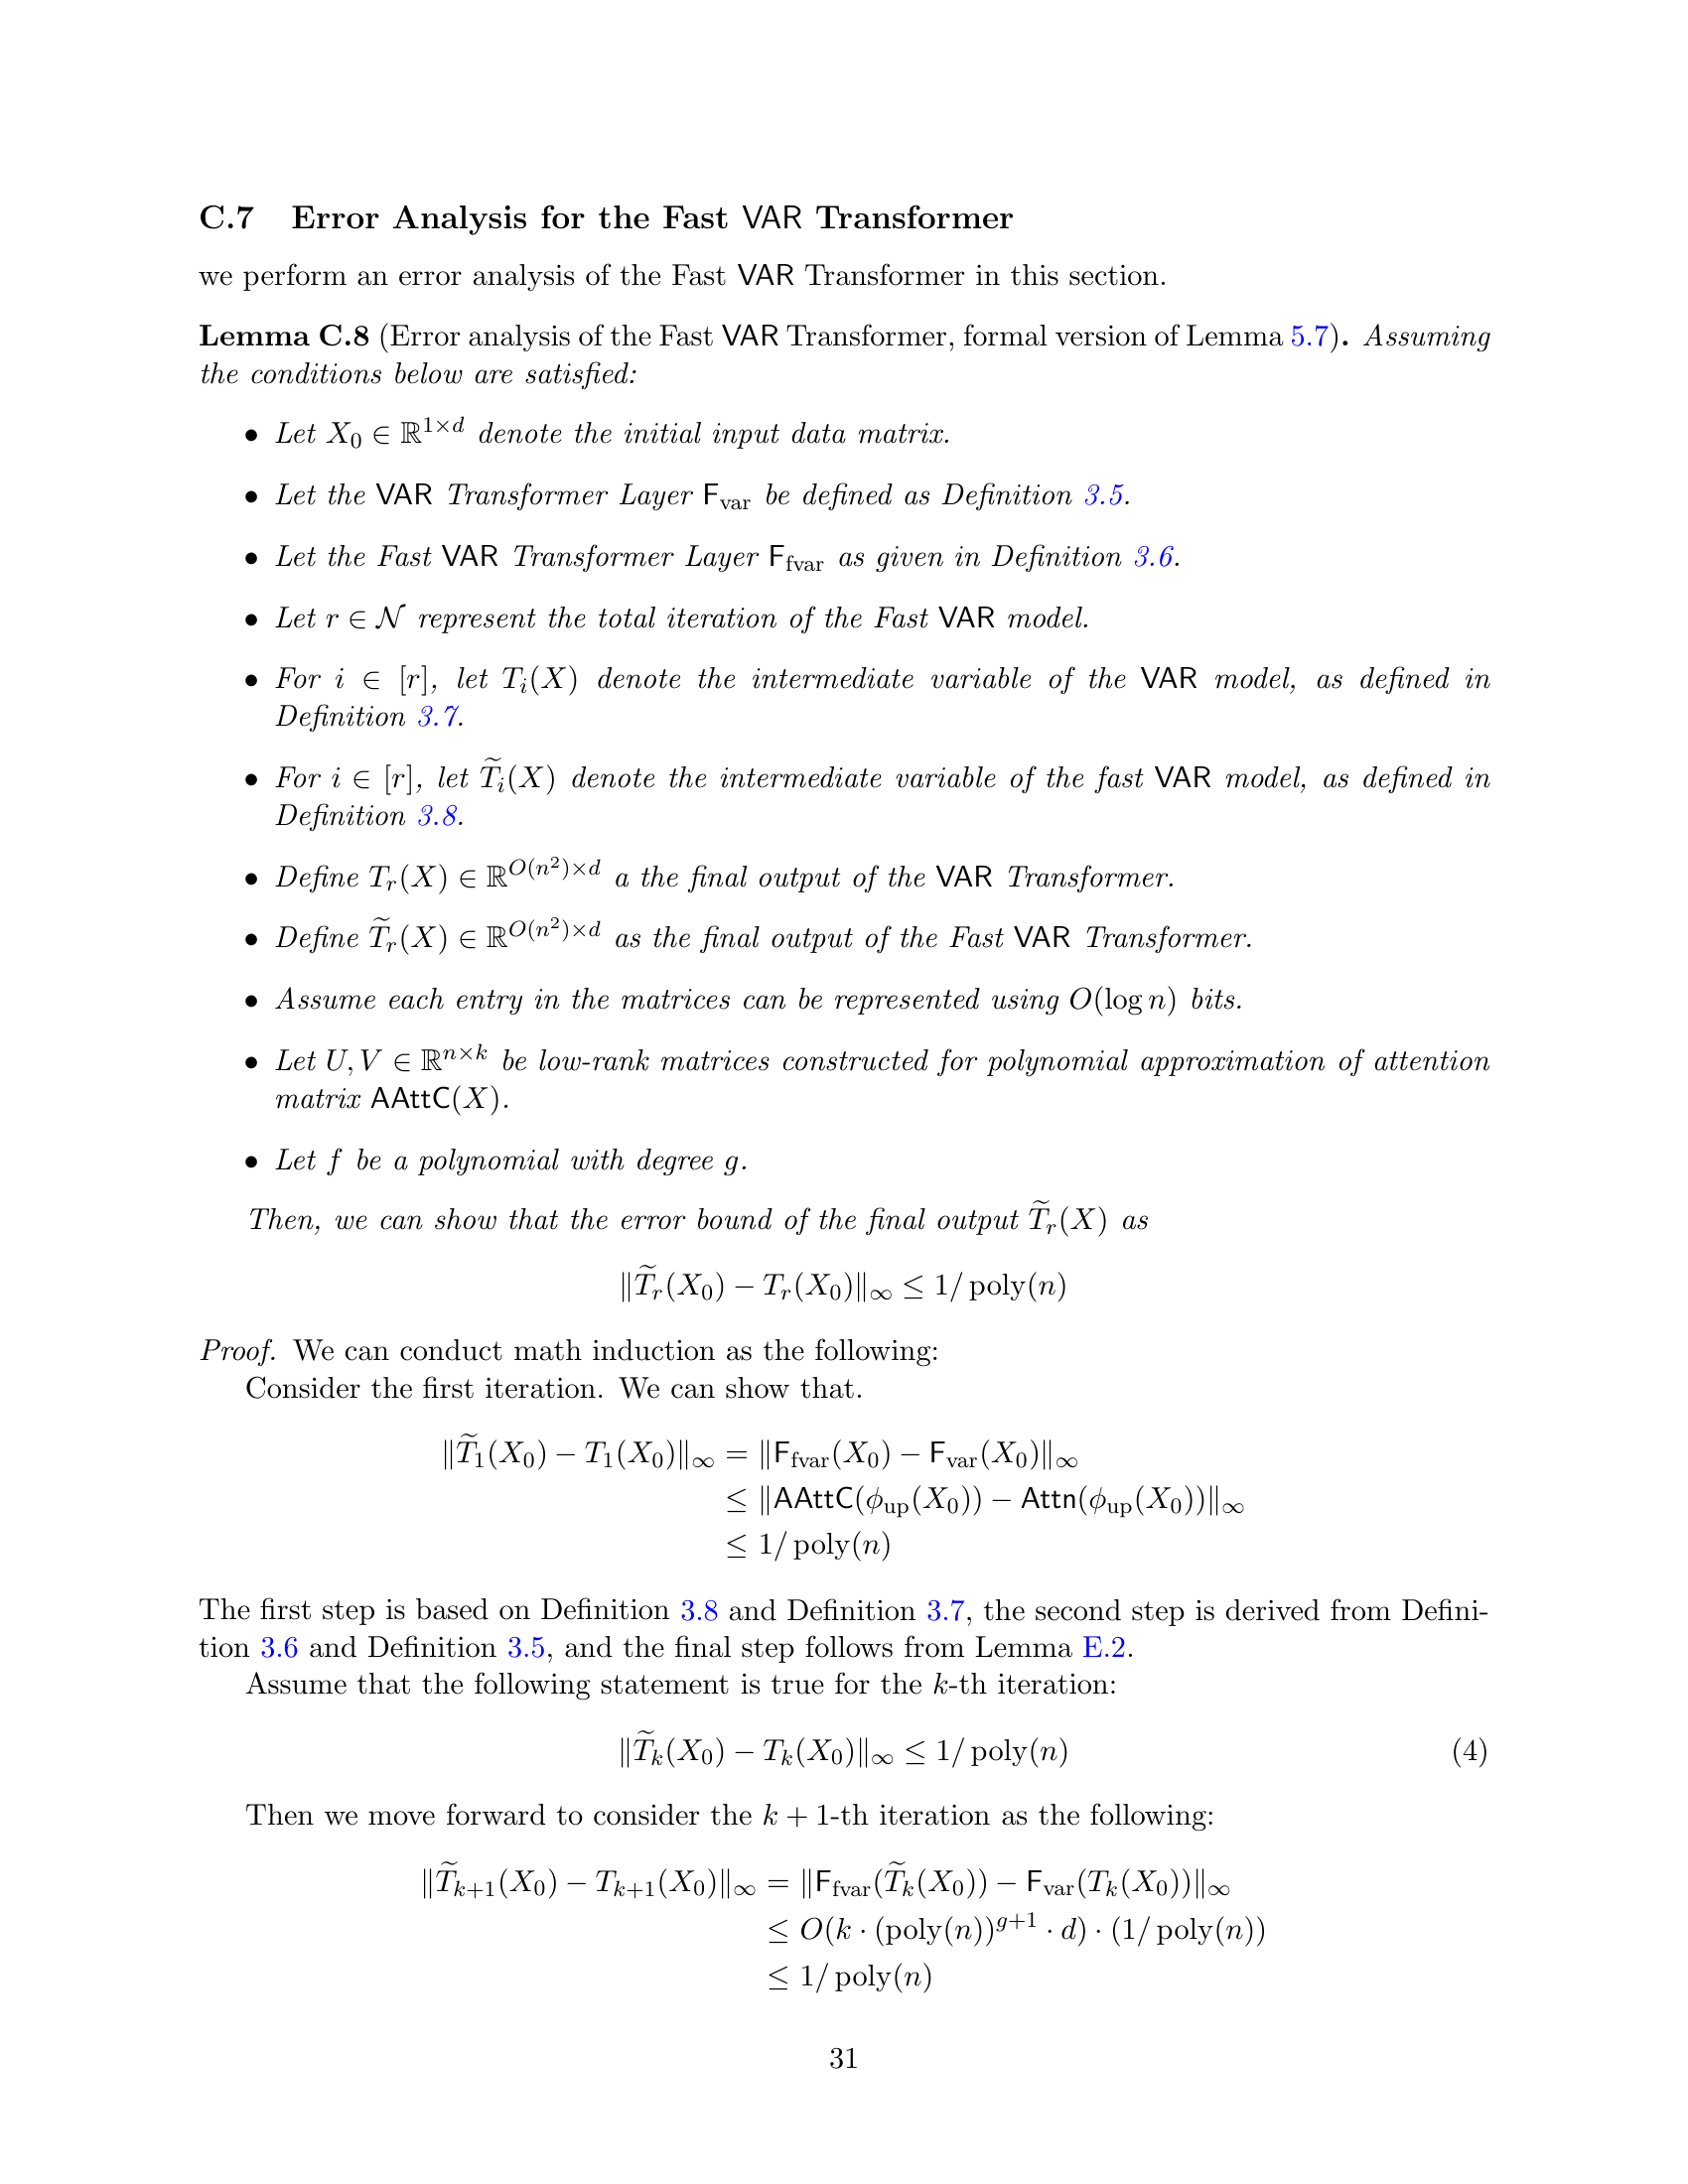 C.7 Error Analysis for the Fast VAR Transformer
we perform an error analysis of the Fast VAR Transformer in this section.
Lemma C.8 (Error analysis of the Fast VAR Transformer, formal version of Lemma 5.7). Assuming
the conditions below are satisfied:
• Let $X_0 \in \mathbb{R}^{1 \times d}$ denote the initial input data matrix.
• Let the VAR Transformer Layer $\mathsf{F}_{\mathrm{var}}$ be defined as Definition 3.5.
• Let the Fast VAR Transformer Layer $\mathsf{F}_{\mathrm{fvar}}$ as given in Definition 3.6.
• Let $r \in \mathcal{N}$ represent the total iteration of the Fast VAR model.
• For $i \in [r]$, let $T_i(X)$ denote the intermediate variable of the VAR model, as defined in
Definition 3.7.
• For $i \in [r]$, let $\widetilde{T}_i(X)$ denote the intermediate variable of the fast VAR model, as defined in
Definition 3.8.
• Define $T_r(X) \in \mathbb{R}^{O(n^2) \times d}$ a the final output of the VAR Transformer.
• Define $\widetilde{T}_r(X) \in \mathbb{R}^{O(n^2) \times d}$ as the final output of the Fast VAR Transformer.
• Assume each entry in the matrices can be represented using $O(\log n)$ bits.
• Let $U, V \in \mathbb{R}^{n \times k}$ be low-rank matrices constructed for polynomial approximation of attention
matrix $\mathsf{AAttC}(X)$.
• Let $f$ be a polynomial with degree $g$.
Then, we can show that the error bound of the final output $\widetilde{T}_r(X)$ as
$\|\widetilde{T}_r(X_0) - T_r(X_0)\|_\infty \leq 1/\operatorname{poly}(n)$
Proof. We can conduct math induction as the following:
Consider the first iteration. We can show that.
$\|\widetilde{T}_1(X_0) - T_1(X_0)\|_\infty = \|\mathsf{F}_{\mathrm{fvar}}(X_0) - \mathsf{F}_{\mathrm{var}}(X_0)\|_\infty$
$\leq \|\mathsf{AAttC}(\phi_{\mathrm{up}}(X_0)) - \mathsf{Attn}(\phi_{\mathrm{up}}(X_0))\|_\infty$
$\leq 1/\operatorname{poly}(n)$
The first step is based on Definition 3.8 and Definition 3.7, the second step is derived from Defini-
tion 3.6 and Definition 3.5, and the final step follows from Lemma E.2.
Assume that the following statement is true for the $k$-th iteration:
$\|\widetilde{T}_k(X_0) - T_k(X_0)\|_\infty \leq 1/\operatorname{poly}(n)$ (4)
Then we move forward to consider the $k + 1$-th iteration as the following:
$\|\widetilde{T}_{k+1}(X_0) - T_{k+1}(X_0)\|_\infty = \|\mathsf{F}_{\mathrm{fvar}}(\widetilde{T}_k(X_0)) - \mathsf{F}_{\mathrm{var}}(T_k(X_0))\|_\infty$
$\leq O(k \cdot (\operatorname{poly}(n))^{g+1} \cdot d) \cdot (1/\operatorname{poly}(n))$
$\leq 1/\operatorname{poly}(n)$
31